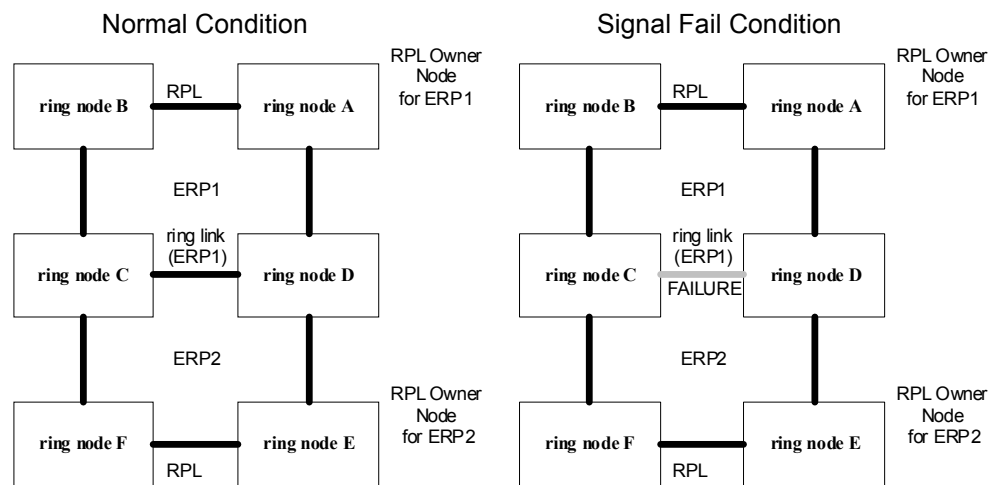 Normal Condition
RPL Owner
Node
for ERP1
ring node B
RPL
ring node A
ERP1
ring link
(ERP1)
ring node C
ring node D
ERP2
RPL Owner
Node
for ERP2
ring node F
RPL
ring node E
Signal Fail Condition
RPL Owner
Node
for ERP1
ring node B
RPL
ring node A
ERP1
ring link
(ERP1)
ring node C
FAILURE
ring node D
ERP2
RPL Owner
Node
for ERP2
ring node F
RPL
ring node E